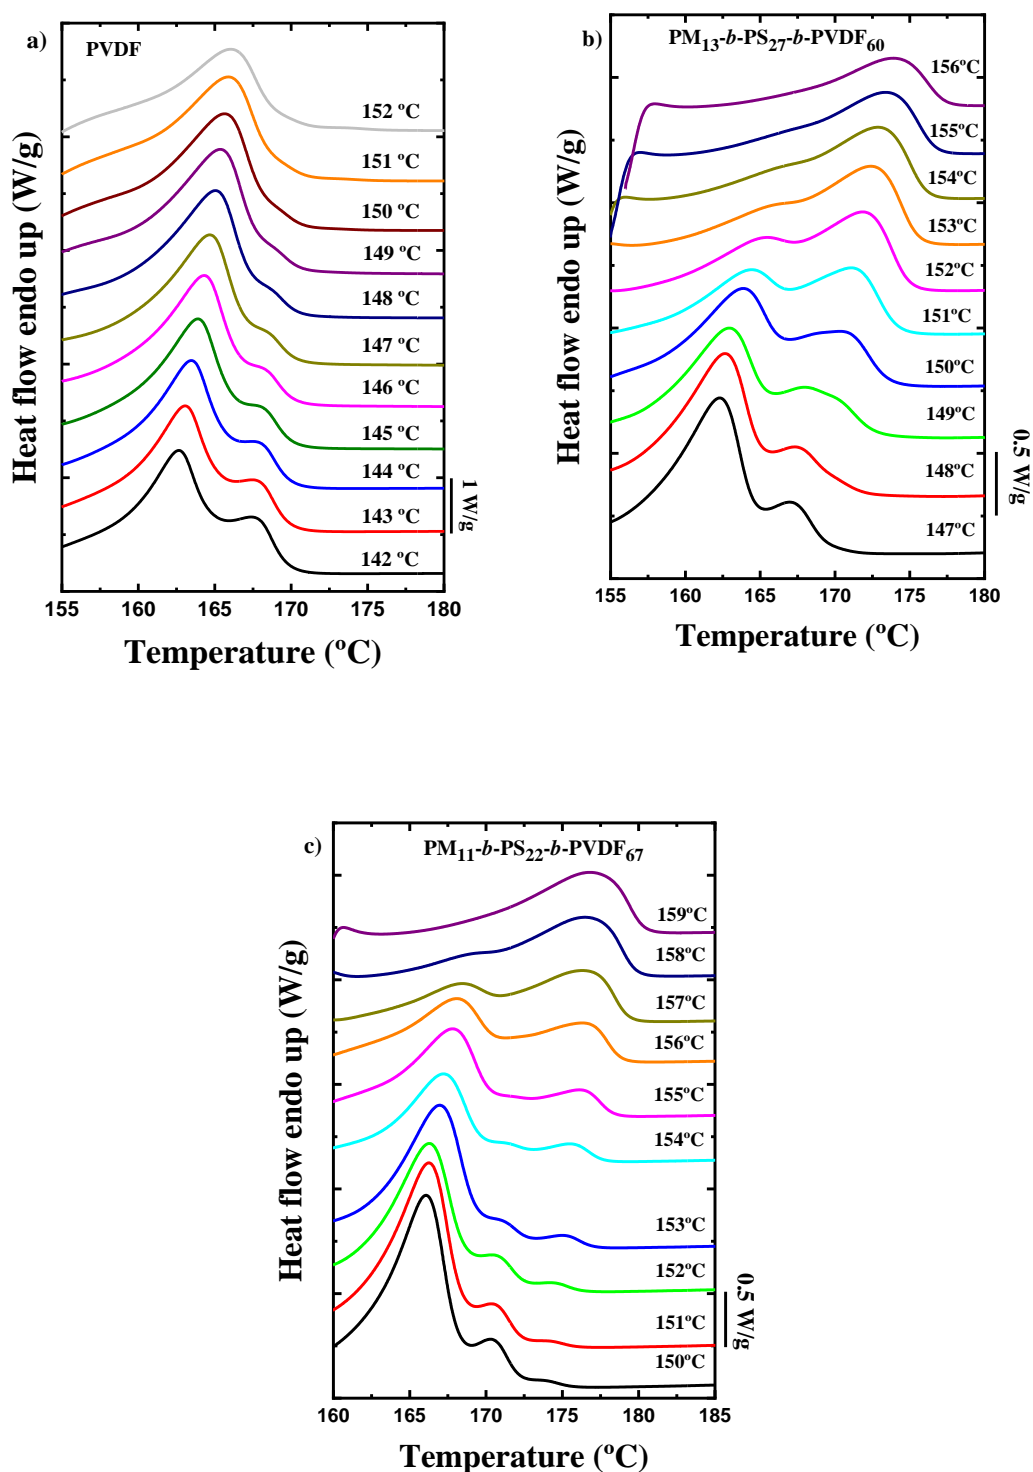 a)
PVDF
152 ºC
151 ºC
150 ºC
149 ºC
148 ºC
147 ºC
146 ºC
145 ºC
144 ºC
143 ºC
142 ºC
1 W/g
Heat flow endo up (W/g)
155 160 165 170 175 180
Temperature (ºC)
b)
PM13-b-PS27-b-PVDF60
156ºC
155ºC
154ºC
153ºC
152ºC
151ºC
150ºC
149ºC
148ºC
147ºC
0.5 W/g
Heat flow endo up (W/g)
155 160 165 170 175 180
Temperature (ºC)
c)
PM11-b-PS22-b-PVDF67
159ºC
158ºC
157ºC
156ºC
155ºC
154ºC
153ºC
152ºC
151ºC
150ºC
0.5 W/g
Heat flow endo up (W/g)
160 165 170 175 180 185
Temperature (ºC)